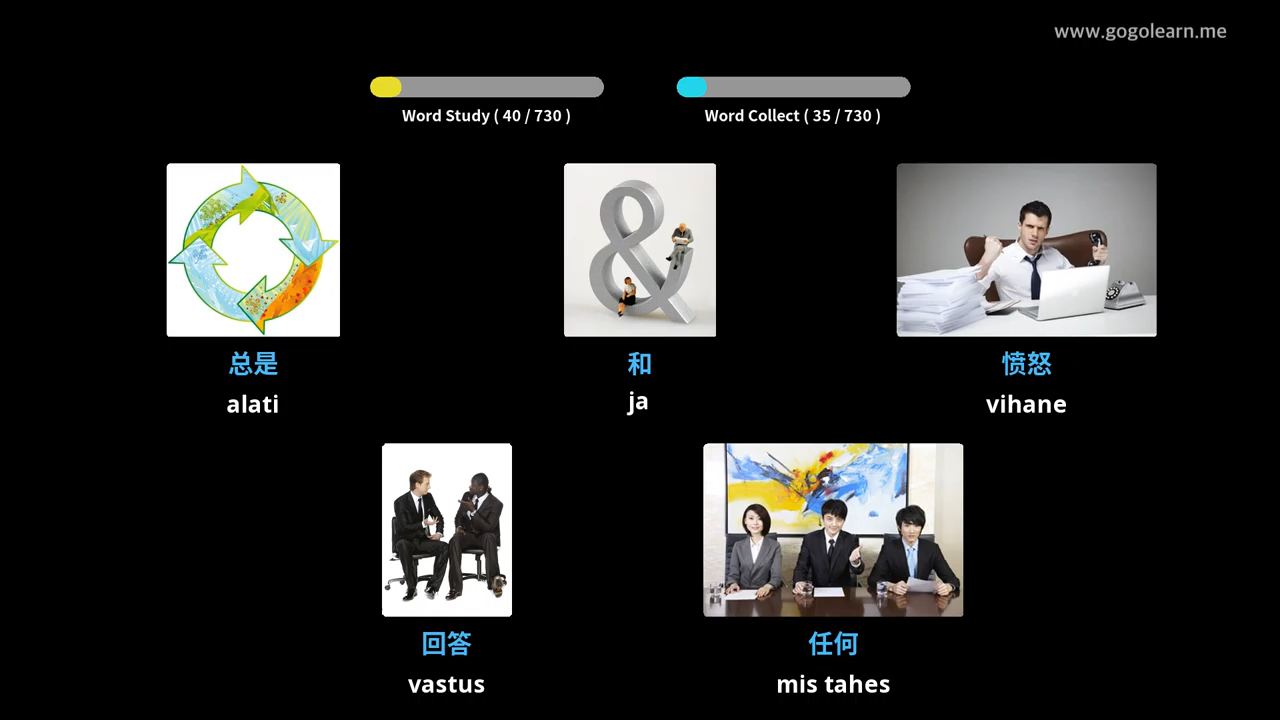 www.gogolearn.me
Word Study ( 40 / 730 )
Word Collect ( 35 / 730 )
&
总是
alati
和
ja
愤怒
vihane
回答
vastus
任何
mis tahes